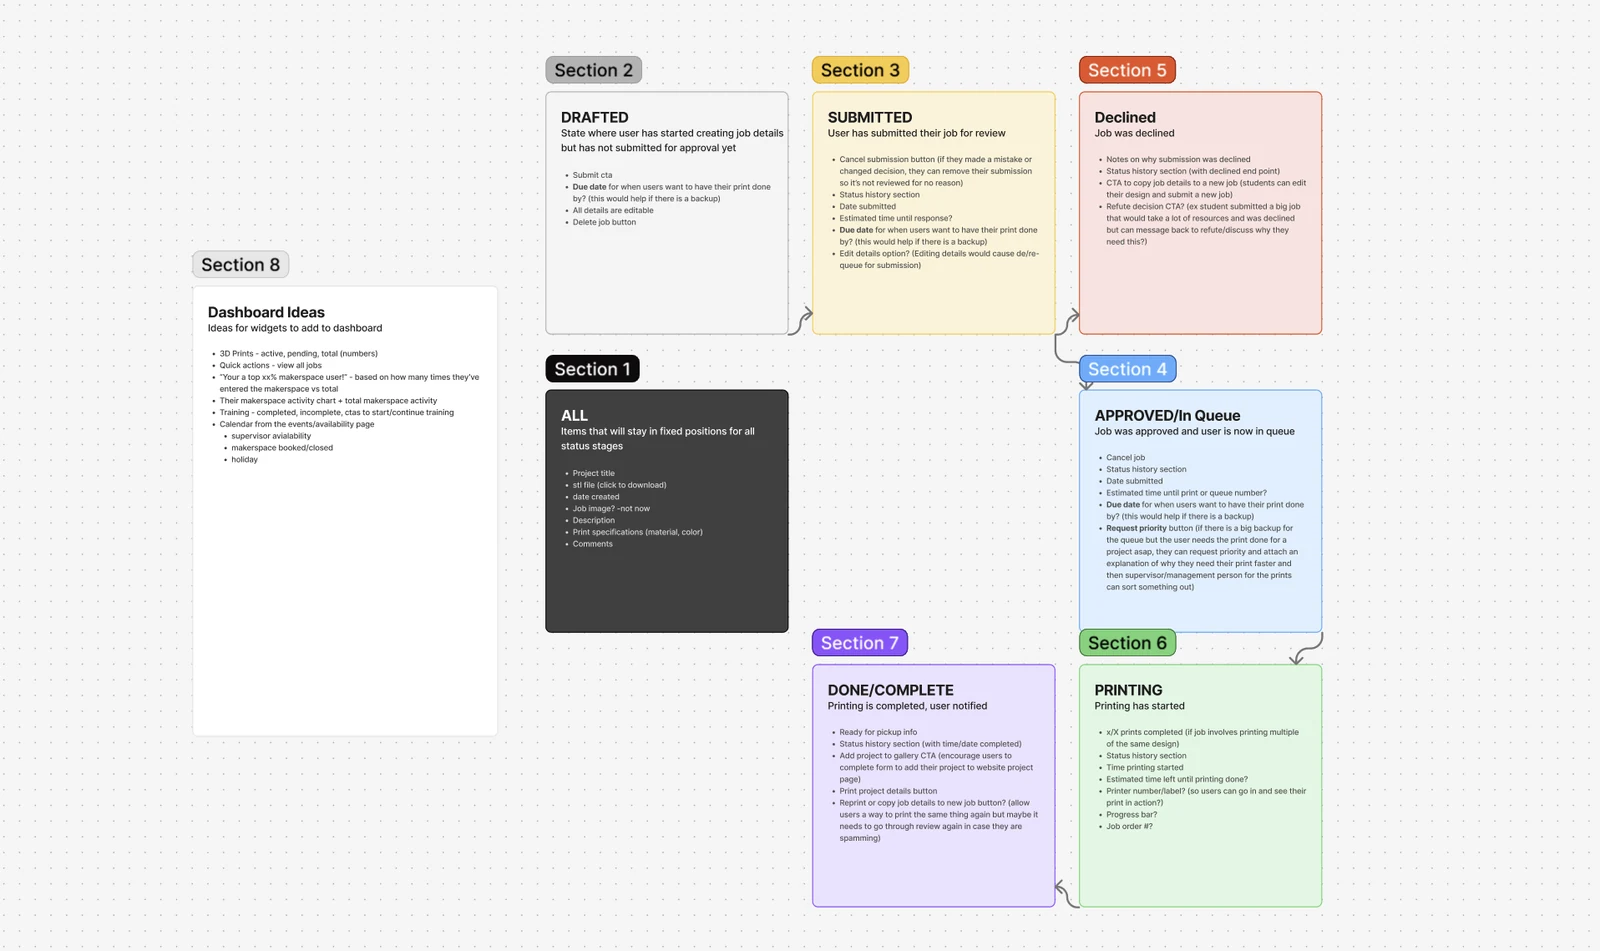 Section 8
Dashboard Ideas
Ideas for widgets to add to dashboard
• 3D Prints - active, pending, total (numbers)
• Quick actions - view all jobs
• "Your a top xx% makerspace user!" - based on how many times they've
entered the makerspace vs total
• Their makerspace activity chart + total makerspace activity
• Training - completed, incomplete, ctas to start/continue training
• Calendar from the events/availability page
• supervisor avialability
• makerspace booked/closed
• holiday
Section 2
DRAFTED
State where user has started creating job details
but has not submitted for approval yet
• Submit cta
• Due date for when users want to have their print done
by? (this would help if there is a backup)
• All details are editable
• Delete job button
Section 3
SUBMITTED
User has submitted their job for review
• Cancel submission button (if they made a mistake or
changed decision, they can remove their submission
so it's not reviewed for no reason)
• Status history section
• Date submitted
• Estimated time until response?
• Due date for when users want to have their print done
by? (this would help if there is a backup)
• Edit details option? (Editing details would cause de/re-
queue for submission)
Section 5
Declined
Job was declined
• Notes on why submission was declined
• Status history section (with declined end point)
• CTA to copy job details to a new job (students can edit
their design and submit a new job)
• Refute decision CTA? (ex student submitted a big job
that would take a lot of resources and was declined
but can message back to refute/discuss why they
need this?)
Section 1
ALL
Items that will stay in fixed positions for all
status stages
• Project title
• stl file (click to download)
• date created
• Job image? -not now
• Description
• Print specifications (material, color)
• Comments
Section 4
APPROVED/In Queue
Job was approved and user is now in queue
• Cancel job
• Status history section
• Date submitted
• Estimated time until print or queue number?
• Due date for when users want to have their print done
by? (this would help if there is a backup)
• Request priority button (if there is a big backup for
the queue but the user needs the print done for a
project asap, they can request priority and attach an
explanation of why they need their print faster and
then supervisor/management person for the prints
can sort something out)
Section 7
DONE/COMPLETE
Printing is completed, user notified
• Ready for pickup info
• Status history section (with time/date completed)
• Add project to gallery CTA (encourage users to
complete form to add their project to website project
page)
• Print project details button
• Reprint or copy job details to new job button? (allow
users a way to print the same thing again but maybe it
needs to go through review again in case they are
spamming)
Section 6
PRINTING
Printing has started
• x/X prints completed (if job involves printing multiple
of the same design)
• Status history section
• Time printing started
• Estimated time left until printing done?
• Printer number/label? (so users can go in and see their
print in action?)
• Progress bar?
• Job order #?